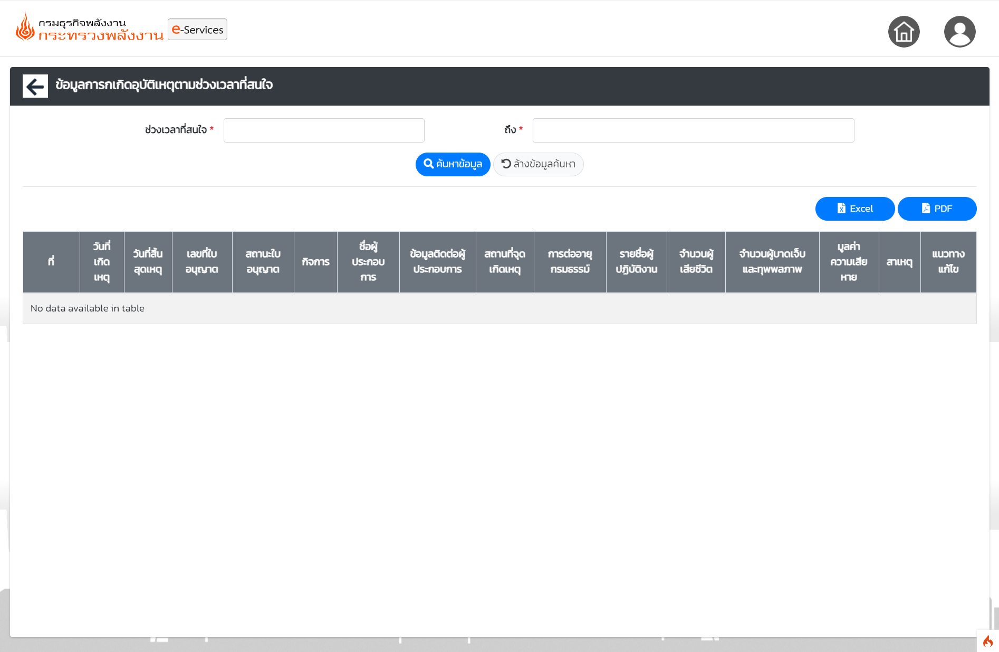 กรมธุรกิจพลังงาน
กระทรวงพลังงาน
e-Services
ข้อมูลการกเกิดอุบัติเหตุตามช่วงเวลาที่สนใจ
ช่วงเวลาที่สนใจ *
ถึง *
ค้นหาข้อมูล
ล้างข้อมูลค้นหา
Excel
PDF
ที่
วันที่
เกิด
เหตุ
วันที่สิ้น
สุดเหตุ
เลขที่ใบ
อนุญาต
สถานะใบ
อนุญาต
กิจการ
ชื่อผู้
ประกอบ
การ
ข้อมูลติดต่อผู้
ประกอบการ
สถานที่จุด
เกิดเหตุ
การต่ออายุ
กรมธรรม์
รายชื่อผู้
ปฏิบัติงาน
จำนวนผู้
เสียชีวิต
จำนวนผู้บาดเจ็บ
และทุพพลภาพ
มูลค่า
ความเสีย
หาย
สาเหตุ
แนวทาง
แก้ไข
No data available in table